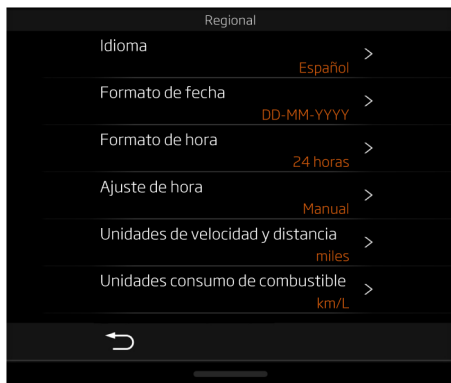 Regional
Idioma
Español
Formato de fecha
DD-MM-YYYY
Formato de hora
24 horas
Ajuste de hora
Manual
Unidades de velocidad y distancia
miles
Unidades consumo de combustible
km/L